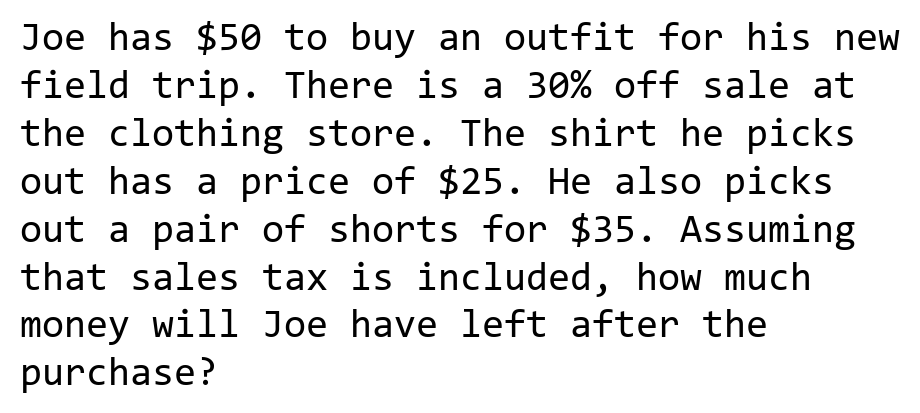 Joe has $50 to buy an outfit for his new
field trip. There is a 30% off sale at
the clothing store. The shirt he picks
out has a price of $25. He also picks
out a pair of shorts for $35. Assuming
that sales tax is included, how much
money will Joe have left after the
purchase?